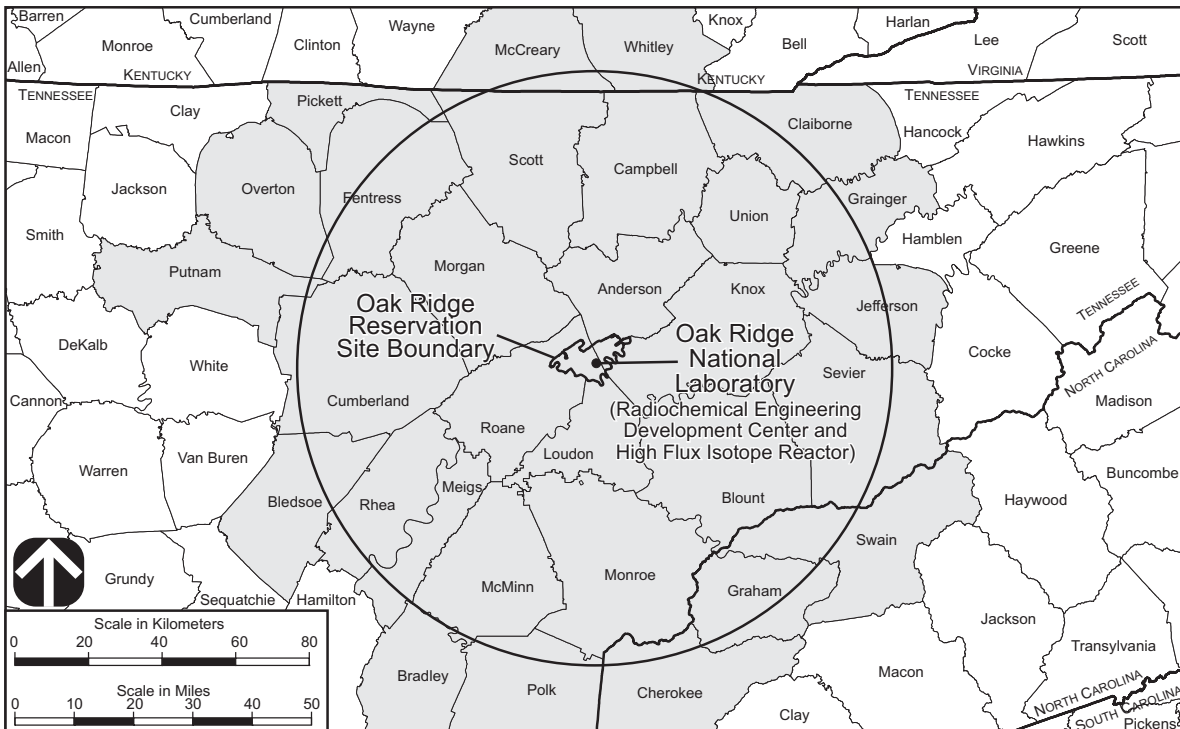 Barren
Cumberland
Wayne
Knox
Harlan
Monroe
Clinton
McCreary
Whitley
Bell
Lee
Scott
Allen
KENTUCKY
KENTUCKY
VIRGINIA
TENNESSEE
Clay
Pickett
Claiborne
TENNESSEE
Macon
Hancock
Hawkins
Scott
Campbell
Jackson
Overton
Fentress
Union
Grainger
Smith
Hamblen
Greene
Putnam
Morgan
Anderson
Knox
Jefferson
TENNESSEE
Oak Ridge
Reservation
Site Boundary
Oak Ridge
National
Laboratory
(Radiochemical Engineering
Development Center and
High Flux Isotope Reactor)
DeKalb
White
Sevier
Cocke
NORTH CAROLINA
Cannon
Cumberland
Madison
Roane
Loudon
Warren
Van Buren
Buncombe
Meigs
Bledsoe
Rhea
Blount
Haywood
Swain
Grundy
Sequatchie
Hamilton
McMinn
Monroe
Graham
Jackson
Transylvania
Bradley
Polk
Cherokee
Macon
Clay
NORTH CAROLINA
SOUTH CAROLINA
Pickens
Scale in Kilometers
0 20 40 60 80
Scale in Miles
0 10 20 30 40 50